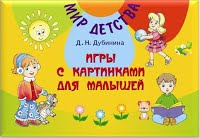 МИР ДЕТСТВА
Д. Н. Дубинина
ИГРЫ
С КАРТИНКАМИ
ДЛЯ МАЛЫШЕЙ